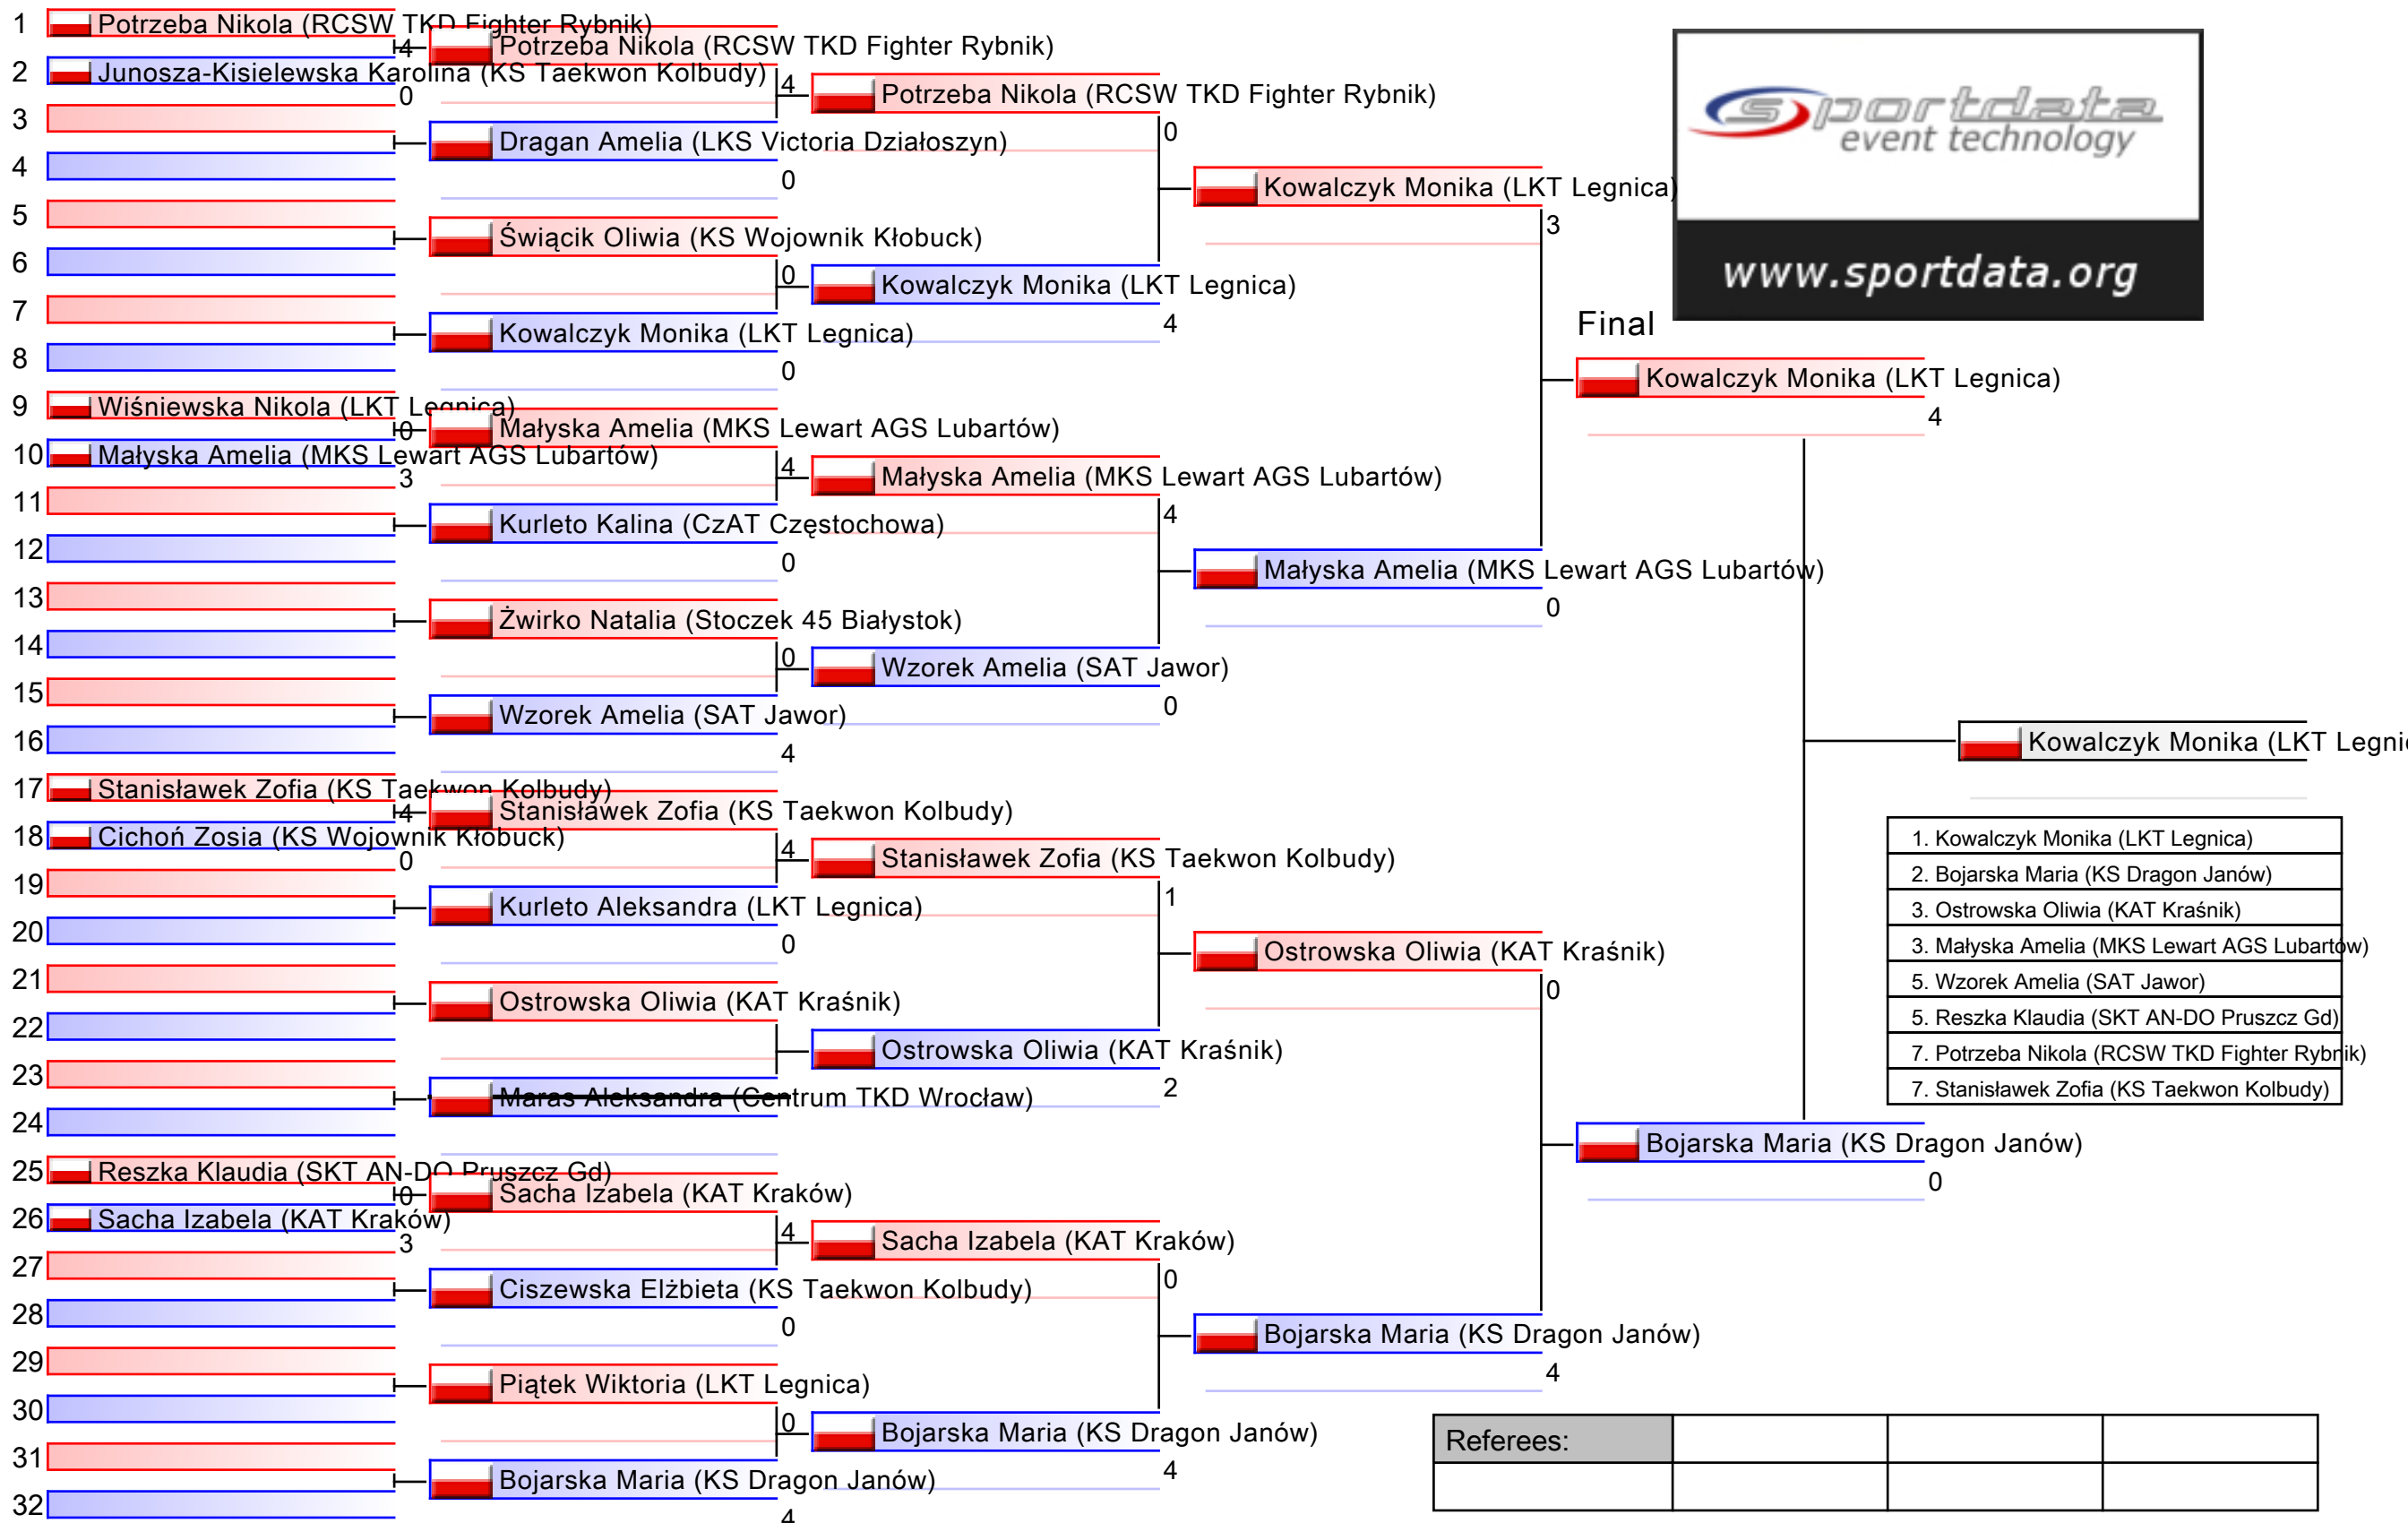 1 Potrzeba Nikola (RCSW TKD Fighter Rybnik)
4
2 Junosza-Kisielewska Karolina (KS Taekwon Kolbudy)
0
3
4
5
6
7
8
9 Wiśniewska Nikola (LKT Legnica)
0
10 Małyska Amelia (MKS Lewart AGS Lubartów)
3
11
12
13
14
15
16
17 Stanisławek Zofia (KS Taekwon Kolbudy)
4
18 Cichoń Zosia (KS Wojownik Kłobuck)
0
19
20
21
22
23
24
25 Reszka Klaudia (SKT AN-DO Pruszcz Gd)
0
26 Sacha Izabela (KAT Kraków)
3
27
28
29
30
31
32
Potrzeba Nikola (RCSW TKD Fighter Rybnik)
4
Dragan Amelia (LKS Victoria Działoszyn)
0
Świącik Oliwia (KS Wojownik Kłobuck)
0
Kowalczyk Monika (LKT Legnica)
0
Małyska Amelia (MKS Lewart AGS Lubartów)
4
Kurleto Kalina (CzAT Częstochowa)
0
Żwirko Natalia (Stoczek 45 Białystok)
0
Wzorek Amelia (SAT Jawor)
4
Stanisławek Zofia (KS Taekwon Kolbudy)
4
Kurleto Aleksandra (LKT Legnica)
0
Ostrowska Oliwia (KAT Kraśnik)
Maras Aleksandra (Centrum TKD Wrocław)
Sacha Izabela (KAT Kraków)
4
Ciszewska Elżbieta (KS Taekwon Kolbudy)
0
Piątek Wiktoria (LKT Legnica)
0
Bojarska Maria (KS Dragon Janów)
4
Potrzeba Nikola (RCSW TKD Fighter Rybnik)
0
Kowalczyk Monika (LKT Legnica)
4
Małyska Amelia (MKS Lewart AGS Lubartów)
4
Wzorek Amelia (SAT Jawor)
0
Stanisławek Zofia (KS Taekwon Kolbudy)
1
Ostrowska Oliwia (KAT Kraśnik)
2
Sacha Izabela (KAT Kraków)
0
Bojarska Maria (KS Dragon Janów)
4
Kowalczyk Monika (LKT Legnica)
3
Małyska Amelia (MKS Lewart AGS Lubartów)
0
Ostrowska Oliwia (KAT Kraśnik)
0
Bojarska Maria (KS Dragon Janów)
4
Final
Kowalczyk Monika (LKT Legnica)
4
Bojarska Maria (KS Dragon Janów)
0
sportdata
event technology
www.sportdata.org
Kowalczyk Monika (LKT Legni
1. Kowalczyk Monika (LKT Legnica)
2. Bojarska Maria (KS Dragon Janów)
3. Ostrowska Oliwia (KAT Kraśnik)
3. Małyska Amelia (MKS Lewart AGS Lubartów)
5. Wzorek Amelia (SAT Jawor)
5. Reszka Klaudia (SKT AN-DO Pruszcz Gd)
7. Potrzeba Nikola (RCSW TKD Fighter Rybnik)
7. Stanisławek Zofia (KS Taekwon Kolbudy)
Referees: